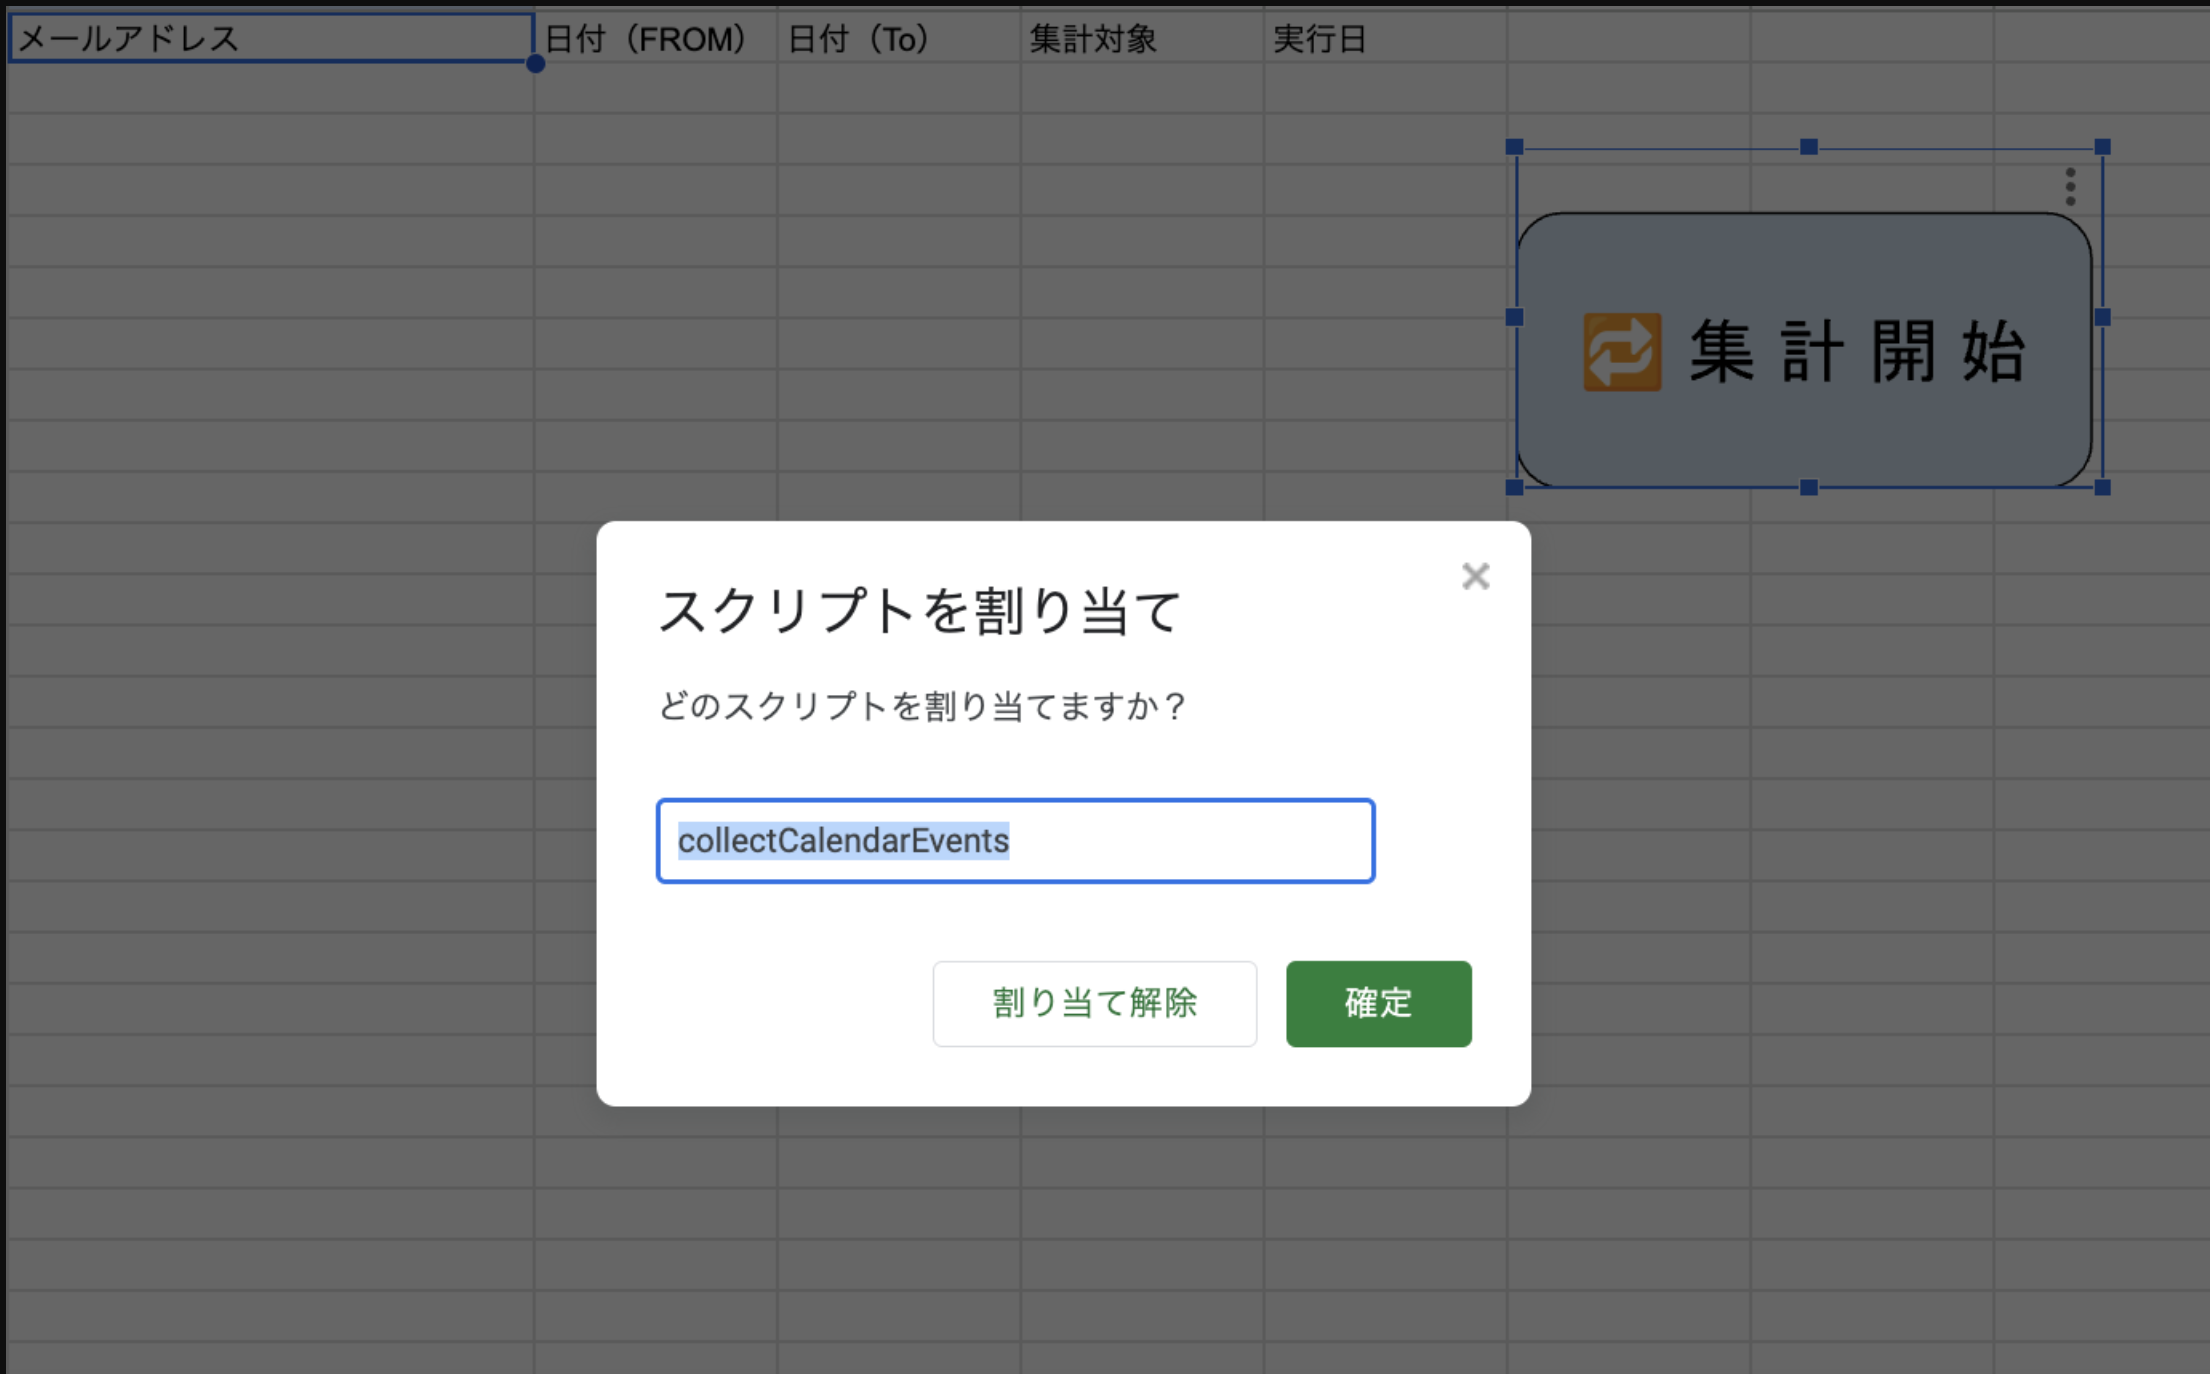 メールアドレス 日付（FROM） 日付（To） 集計対象 実行日
🔁 集計開始
スクリプトを割り当て
どのスクリプトを割り当てますか？
collectCalendarEvents
割り当て解除 確定